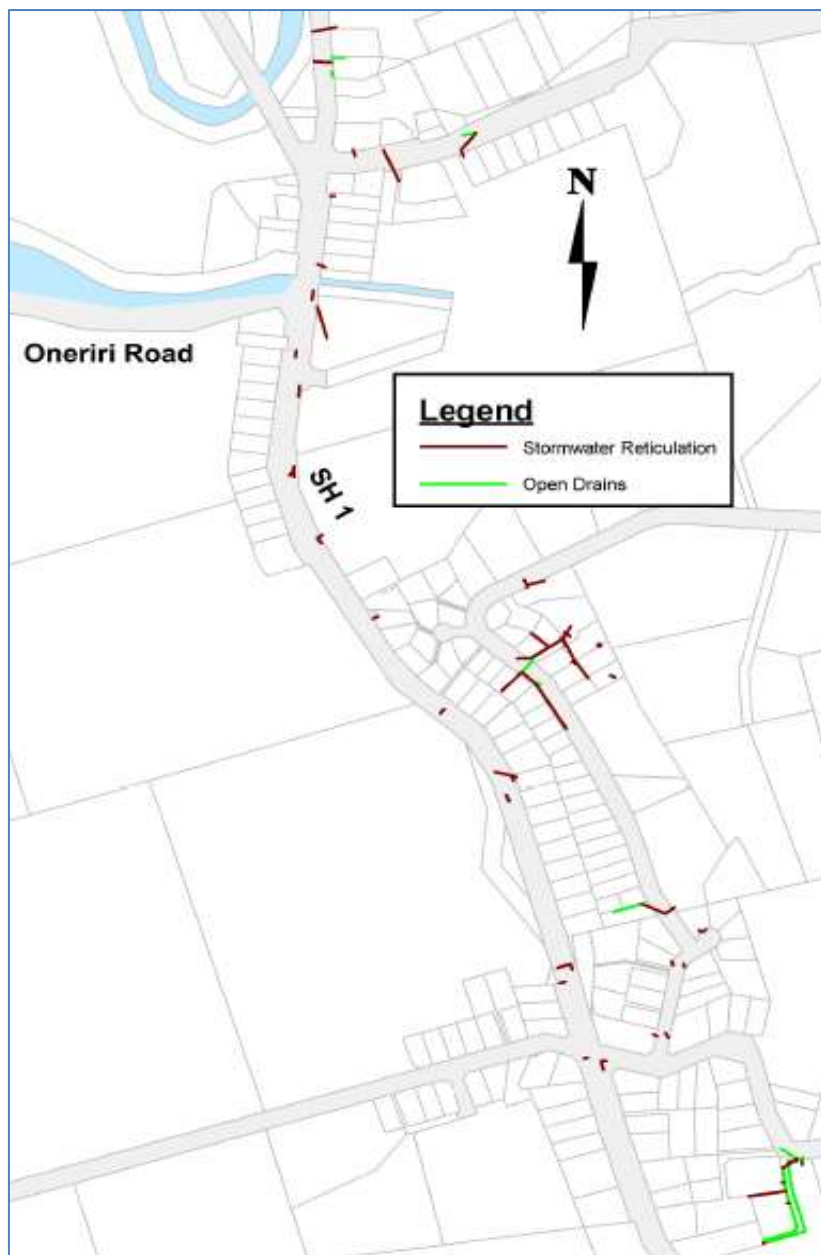 N
Oneriri Road
Legend
Stormwater Reticulation
Open Drains
SH 1